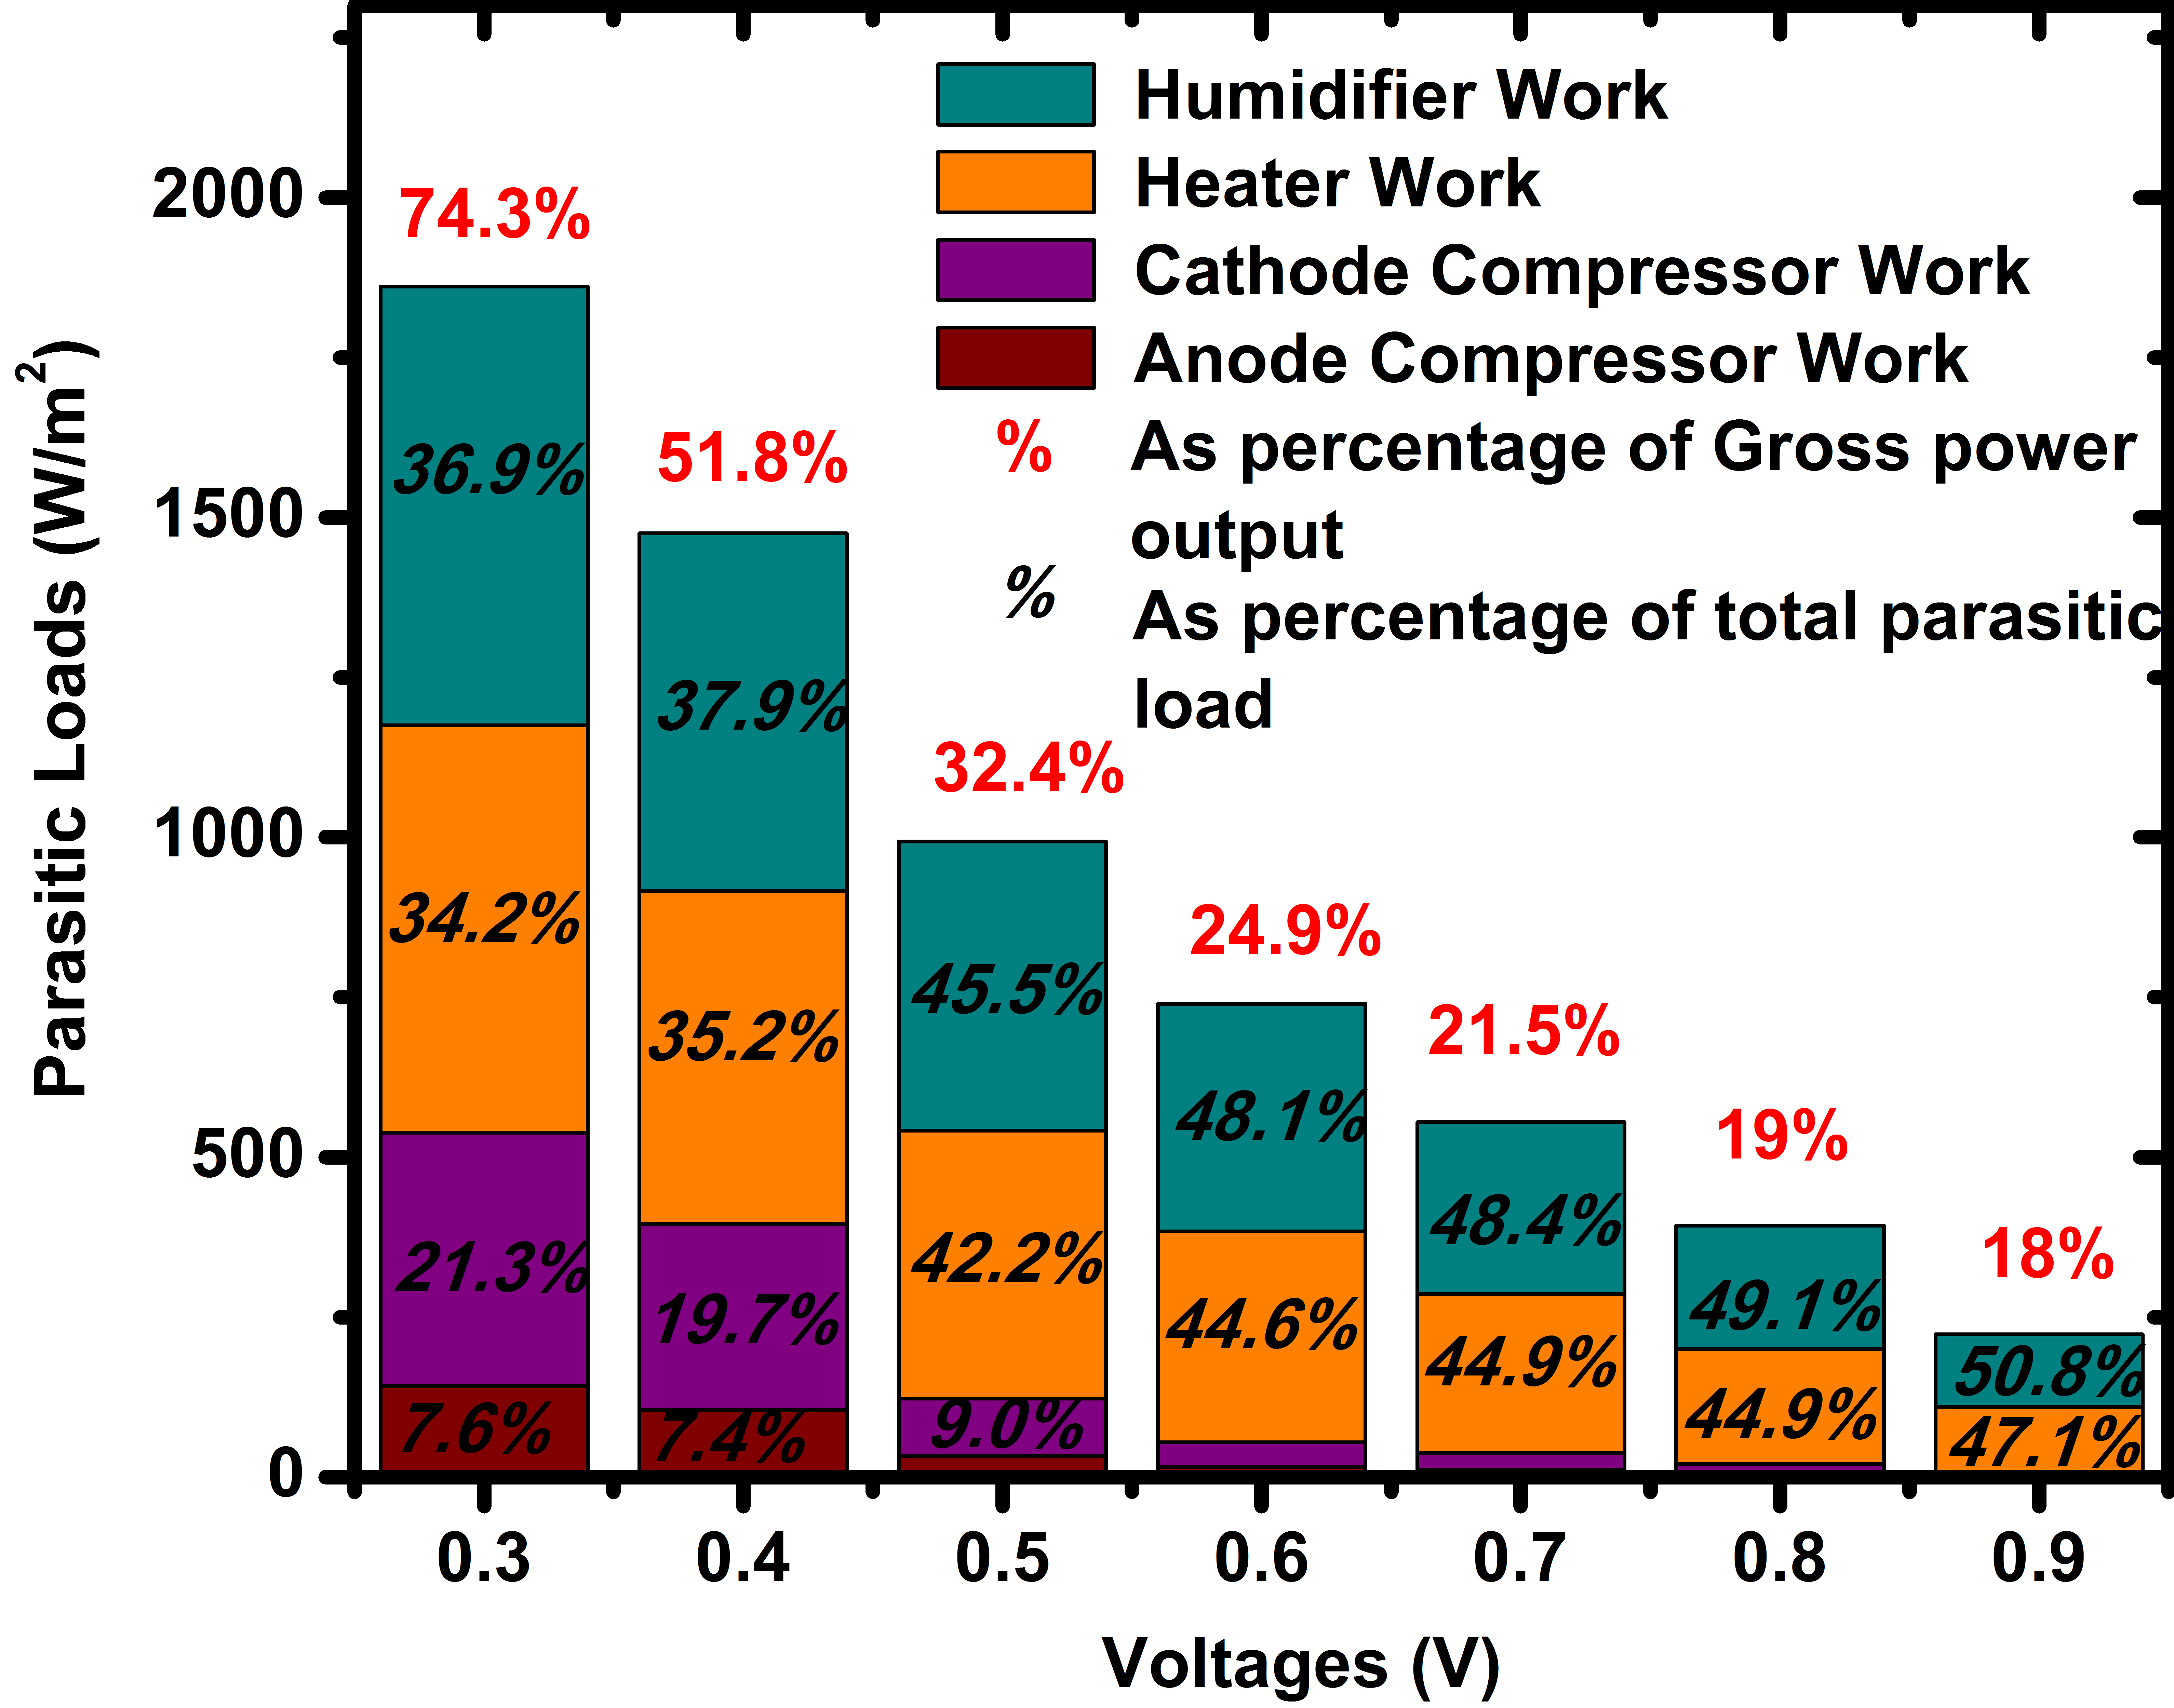 Humidifier Work
Heater Work
Cathode Compressor Work
Anode Compressor Work
% As percentage of Gross power
output
% As percentage of total parasitic
load
Parasitic Loads (W/m²)
2000
1500
1000
500
0
74.3%
36.9%
34.2%
21.3%
7.6%
51.8%
37.9%
35.2%
19.7%
7.4%
32.4%
45.5%
42.2%
9.0%
24.9%
48.1%
44.6%
21.5%
48.4%
44.9%
19%
49.1%
44.9%
18%
50.8%
47.1%
0.3 0.4 0.5 0.6 0.7 0.8 0.9
Voltages (V)